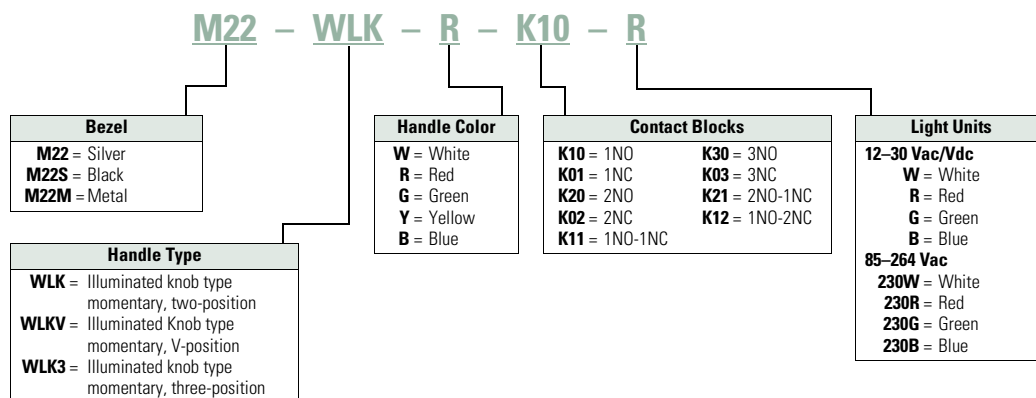 M22 – WLK – R – K10 – R
Bezel
M22 = Silver
M22S = Black
M22M = Metal
Handle Type
WLK = Illuminated knob type
momentary, two-position
WLKV = Illuminated Knob type
momentary, V-position
WLK3 = Illuminated knob type
momentary, three-position
Handle Color
W = White
R = Red
G = Green
Y = Yellow
B = Blue
Contact Blocks
K10 = 1NO
K01 = 1NC
K20 = 2NO
K02 = 2NC
K11 = 1NO-1NC
K30 = 3NO
K03 = 3NC
K21 = 2NO-1NC
K12 = 1NO-2NC
Light Units
12–30 Vac/Vdc
W = White
R = Red
G = Green
B = Blue
85–264 Vac
230W = White
230R = Red
230G = Green
230B = Blue